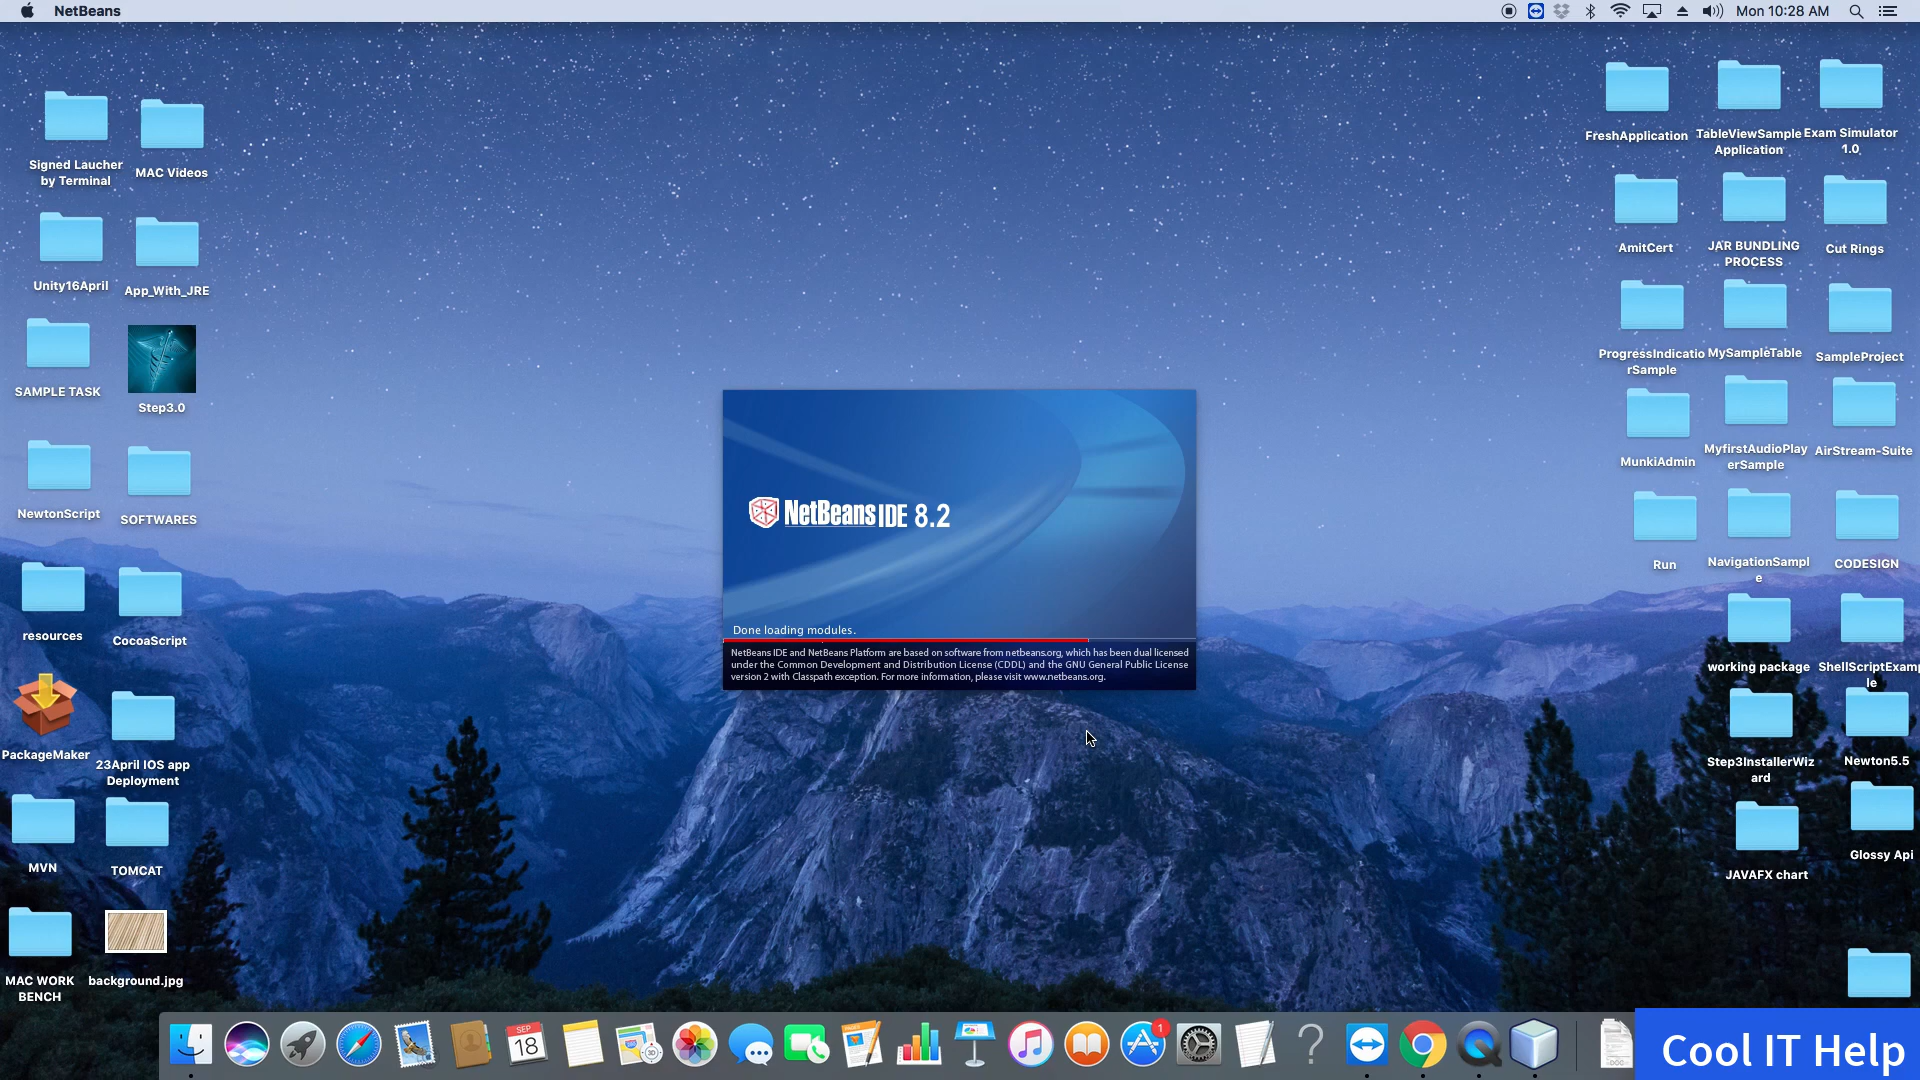 NetBeans
Mon 10:28 AM
Signed Laucher
by Terminal
MAC Videos
Unity16April
App_With_JRE
SAMPLE TASK
Step3.0
NewtonScript
SOFTWARES
resources
CocoaScript
PackageMaker
23April IOS app
Deployment
MVN
TOMCAT
MAC WORK
BENCH
background.jpg
NetBeans IDE 8.2
Done loading modules.
NetBeans IDE and NetBeans Platform are based on software from netbeans.org, which has been dual licensed
under the Common Development and Distribution License (CDDL) and the GNU General Public License
version 2 with Classpath exception. For more information, please visit www.netbeans.org.
FreshApplication
TableViewSample
Application
Exam Simulator
1.0
AmitCert
JAR BUNDLING
PROCESS
Cut Rings
ProgressIndicatio
rSample
MySampleTable
SampleProject
MunkiAdmin
MyfirstAudioPlay
erSample
AirStream-Suite
Run
NavigationSampl
e
CODESIGN
working package
ShellScriptExamp
le
Step3InstallerWiz
ard
Newton5.5
JAVAFX chart
Glossy Api
SEP
18
PAGES
1
Cool IT Help